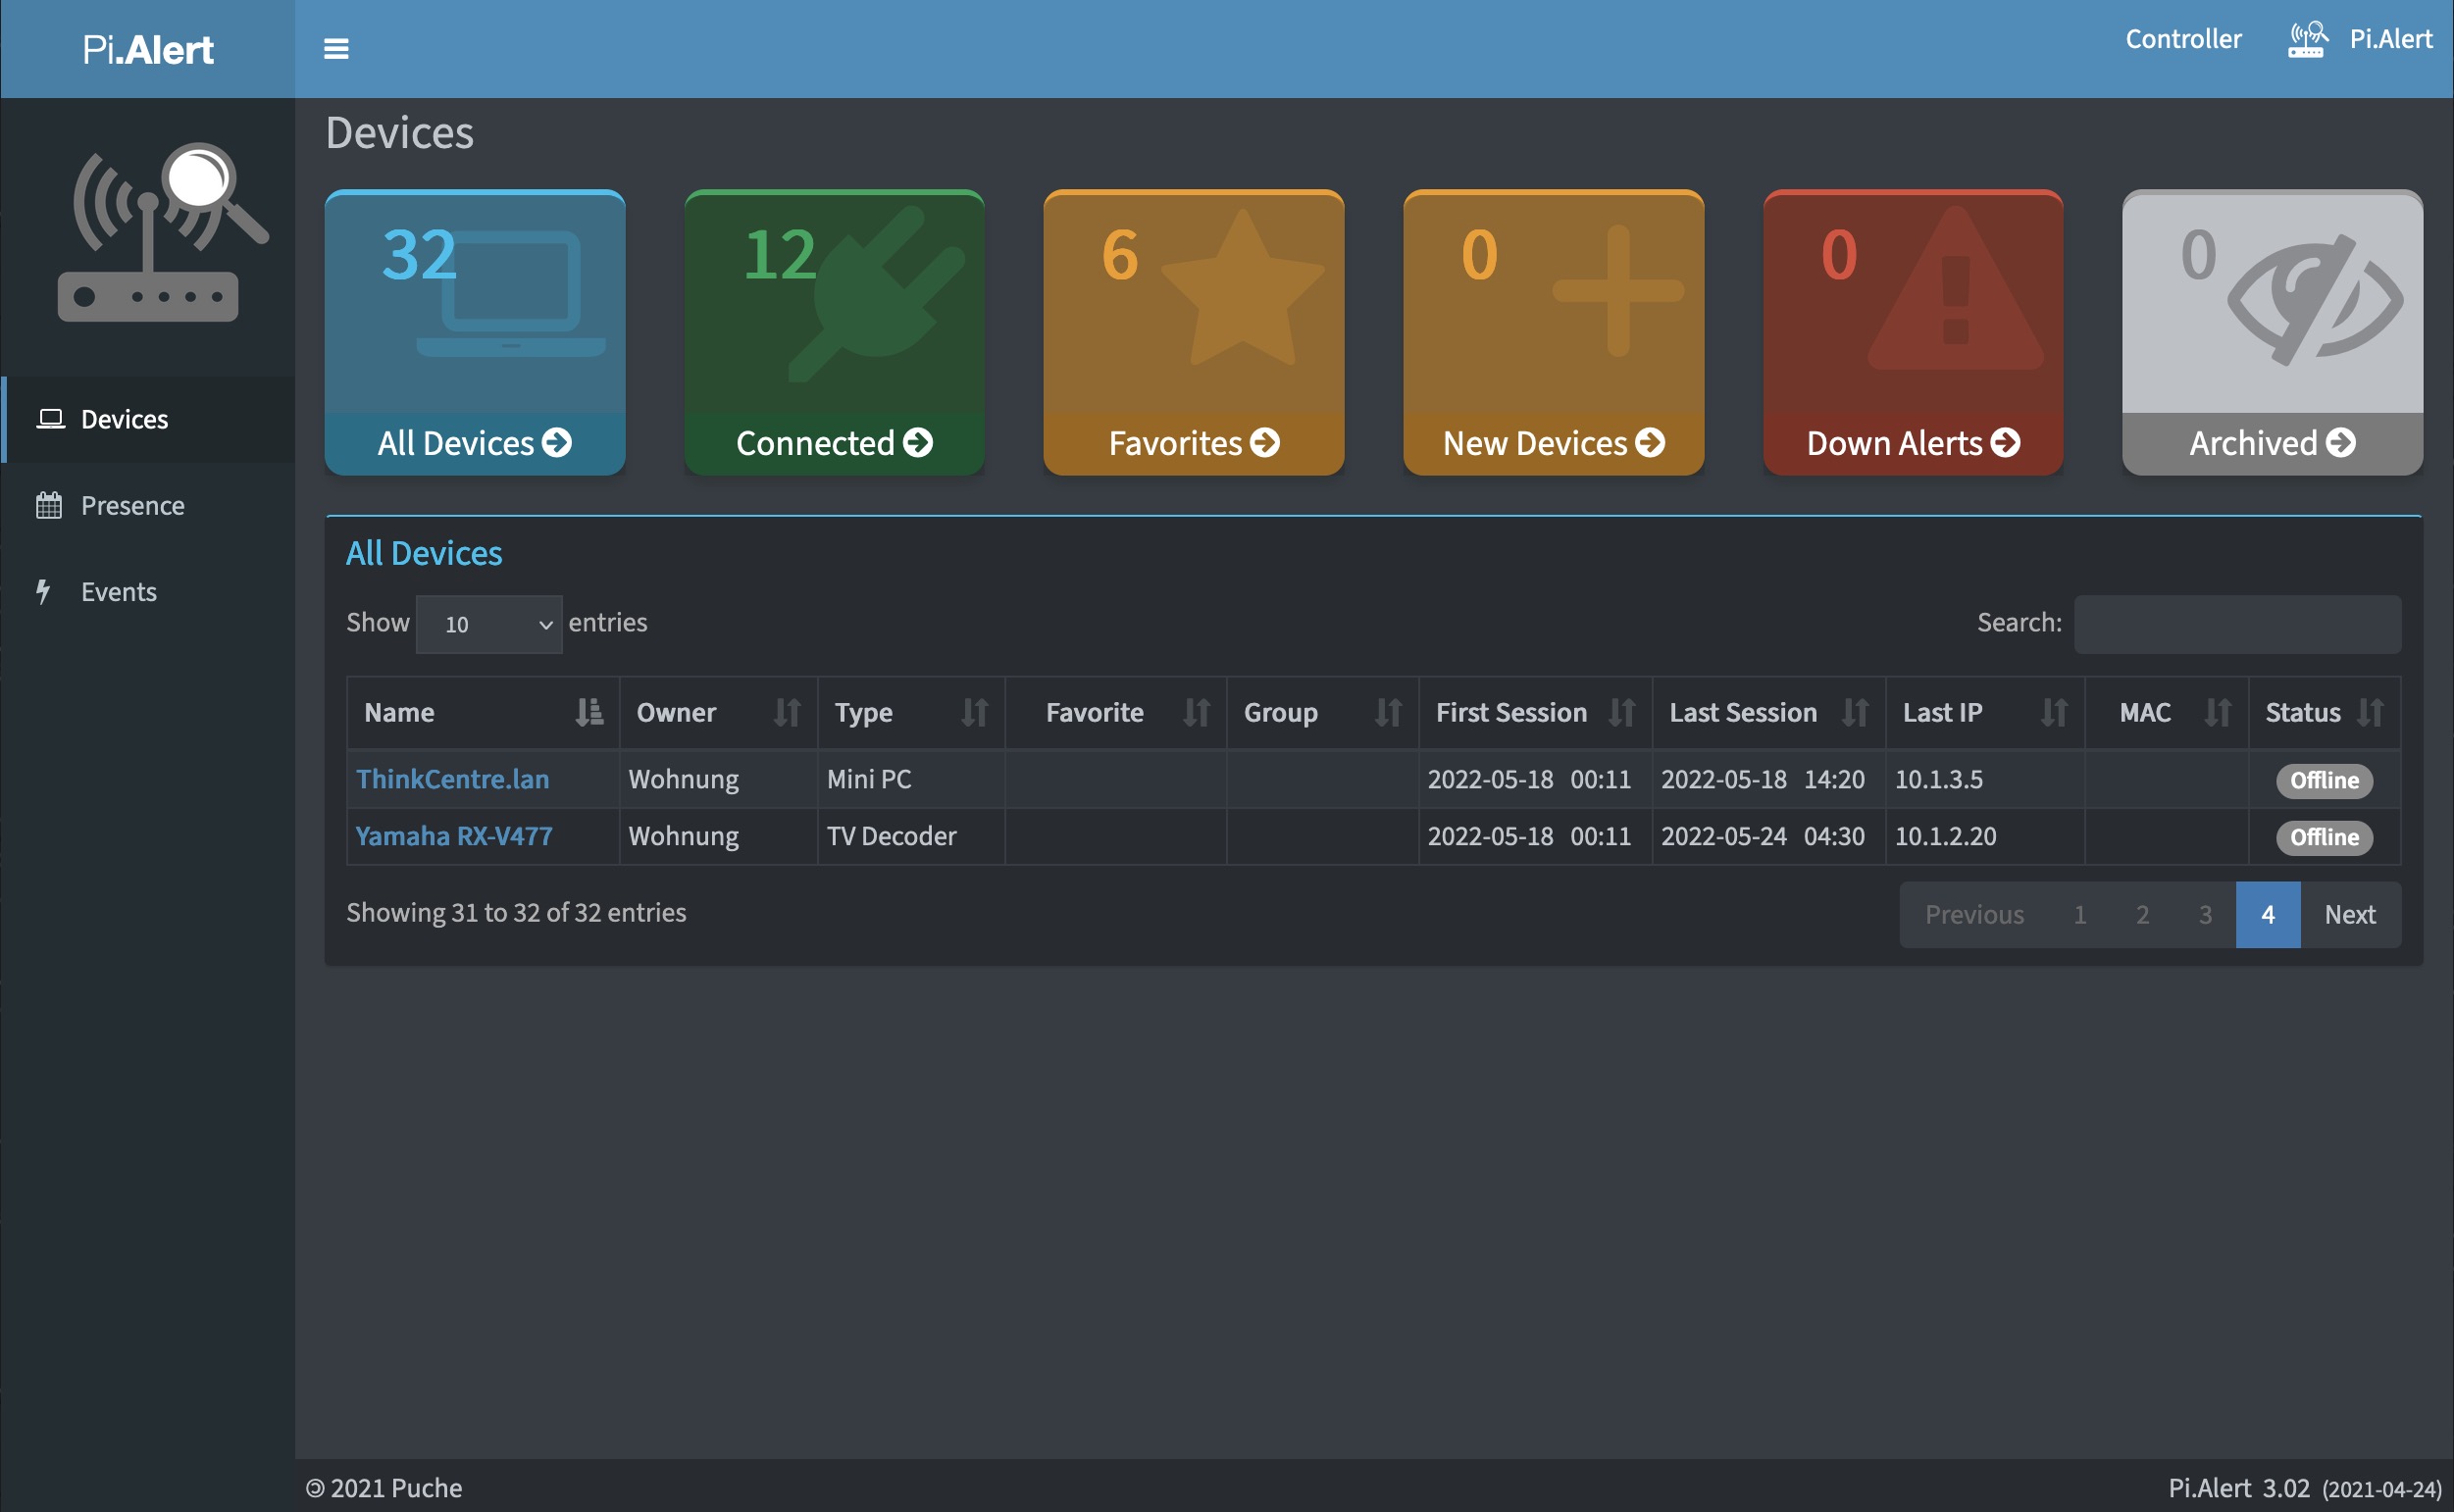 Pi.Alert
Controller
Pi.Alert
Devices
32
12
6
0
0
0
All Devices
Connected
Favorites
New Devices
Down Alerts
Archived
Devices
Presence
Events
All Devices
Show 10 entries
Search:
Name Owner Type Favorite Group First Session Last Session Last IP MAC Status
ThinkCentre.lan Wohnung Mini PC 2022-05-18 00:11 2022-05-18 14:20 10.1.3.5 Offline
Yamaha RX-V477 Wohnung TV Decoder 2022-05-18 00:11 2022-05-24 04:30 10.1.2.20 Offline
Showing 31 to 32 of 32 entries
Previous 1 2 3 4 Next
© 2021 Puche
Pi.Alert 3.02 (2021-04-24)